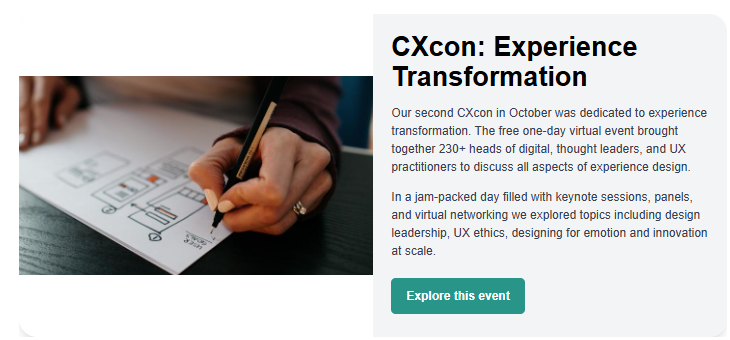 CXcon: Experience
Transformation
Our second CXcon in October was dedicated to experience
transformation. The free one-day virtual event brought
together 230+ heads of digital, thought leaders, and UX
practitioners to discuss all aspects of experience design.
In a jam-packed day filled with keynote sessions, panels,
and virtual networking we explored topics including design
leadership, UX ethics, designing for emotion and innovation
at scale.
Explore this event